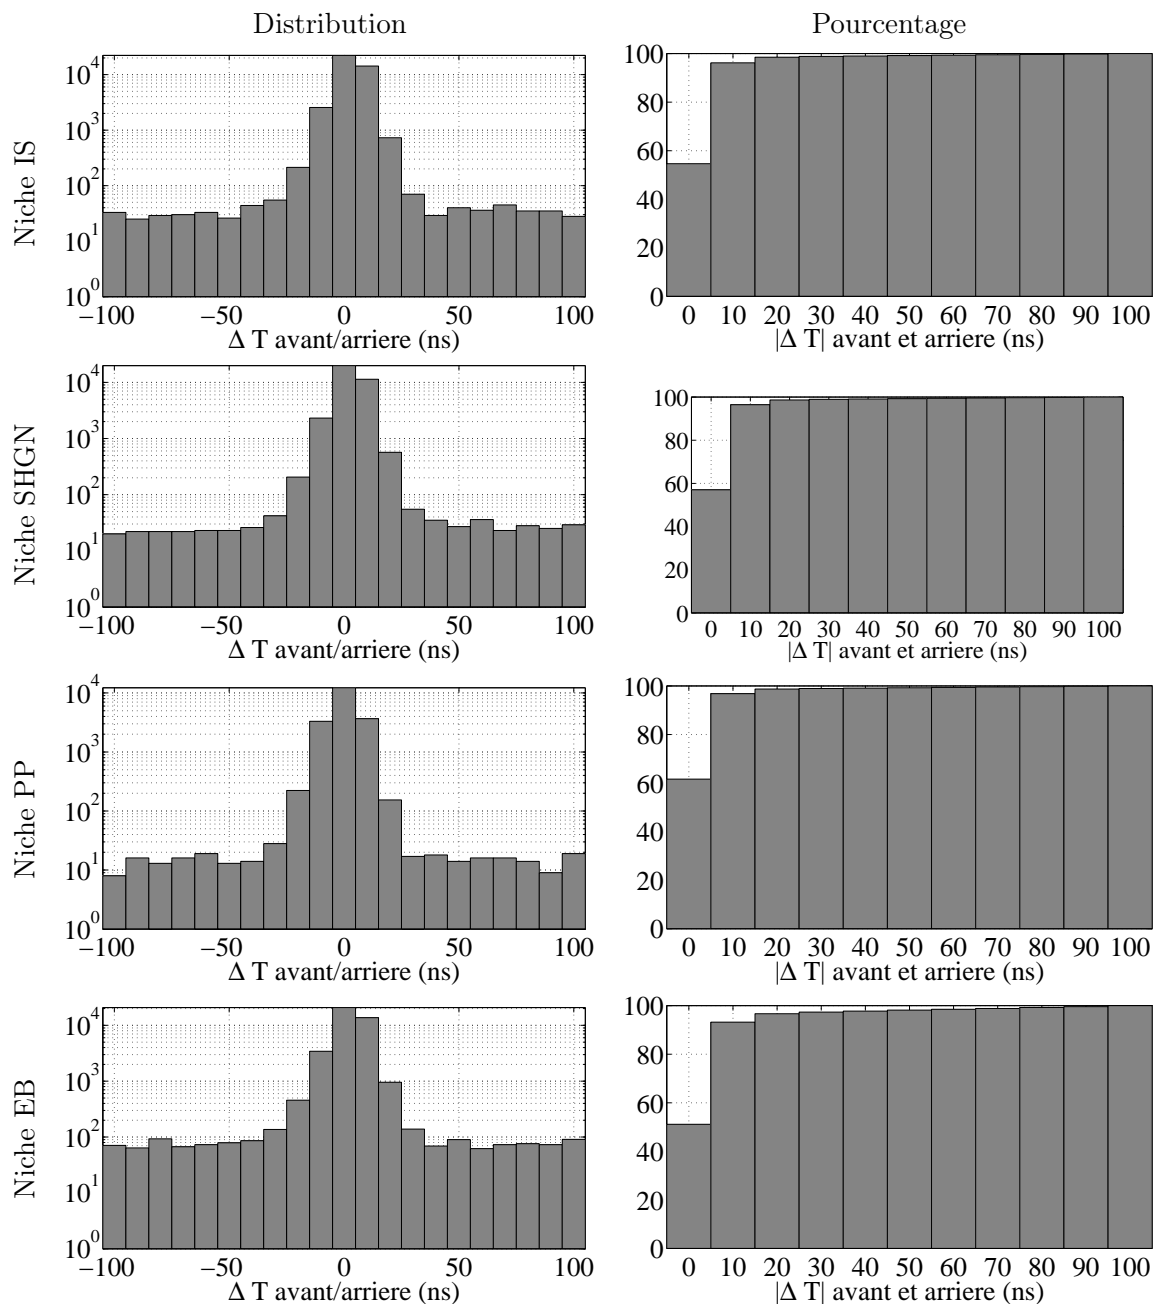 Distribution
Pourcentage
Niche IS
10^4
10^3
10^2
10^1
10^0
−100 −50 0 50 100
Δ T avant/arriere (ns)
100
80
60
40
20
0
0 10 20 30 40 50 60 70 80 90 100
|Δ T| avant et arriere (ns)
Niche SHGN
10^4
10^3
10^2
10^1
10^0
−100 −50 0 50 100
Δ T avant/arriere (ns)
100
80
60
40
20
0
0 10 20 30 40 50 60 70 80 90 100
|Δ T| avant et arriere (ns)
Niche PP
10^4
10^3
10^2
10^1
10^0
−100 −50 0 50 100
Δ T avant/arriere (ns)
100
80
60
40
20
0
0 10 20 30 40 50 60 70 80 90 100
|Δ T| avant et arriere (ns)
Niche EB
10^4
10^3
10^2
10^1
10^0
−100 −50 0 50 100
Δ T avant/arriere (ns)
100
80
60
40
20
0
0 10 20 30 40 50 60 70 80 90 100
|Δ T| avant et arriere (ns)